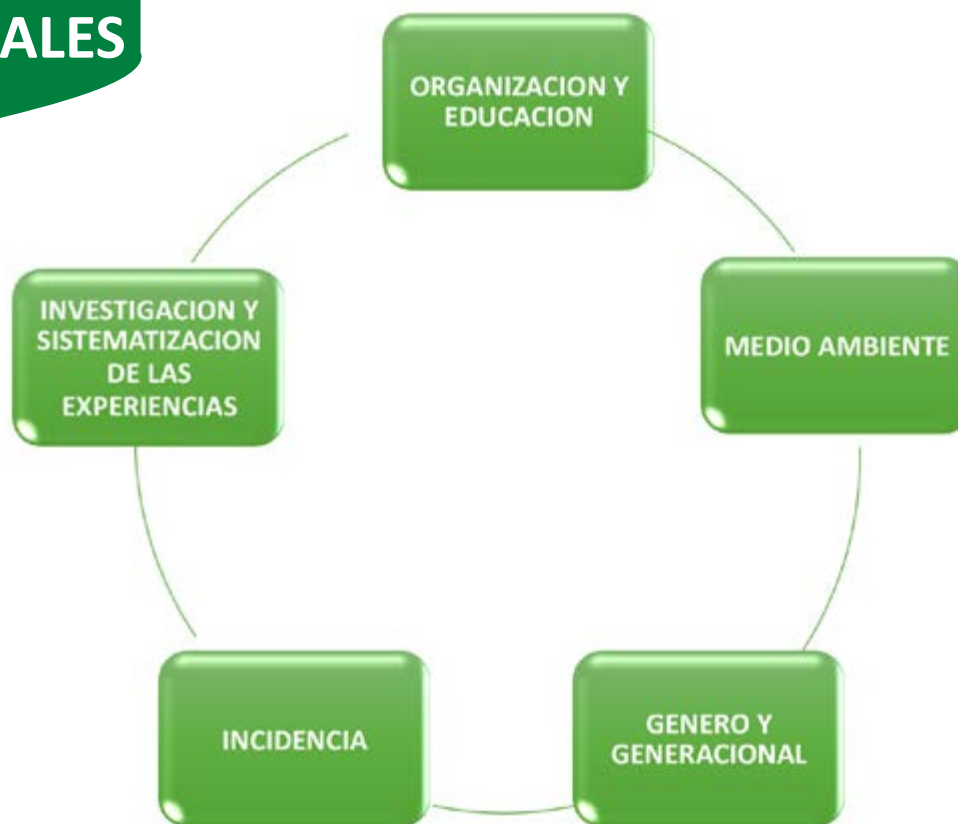 ALES
ORGANIZACION Y
EDUCACION
MEDIO AMBIENTE
GENERO Y
GENERACIONAL
INCIDENCIA
INVESTIGACION Y
SISTEMATIZACION
DE LAS
EXPERIENCIAS